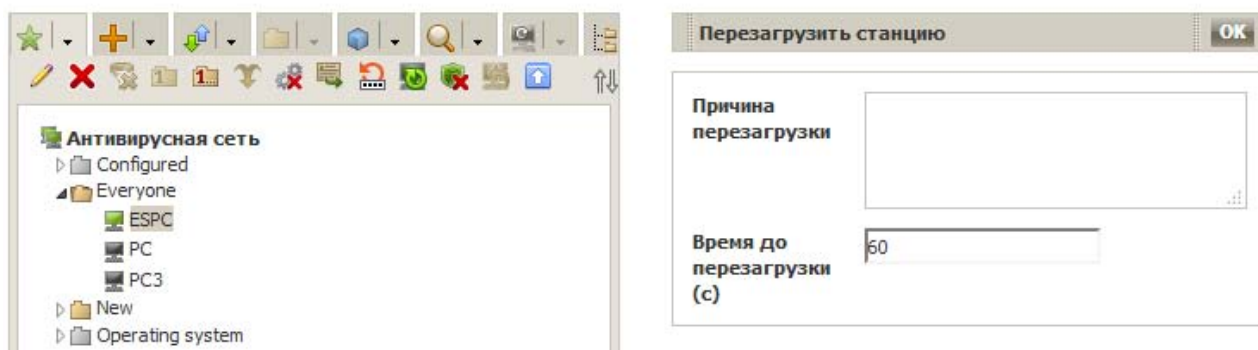 Антивирусная сеть
Configured
Everyone
ESPC
PC
PC3
New
Operating system
Перезагрузить станцию
OK
Причина
перезагрузки
Время до
перезагрузки
(с)
60